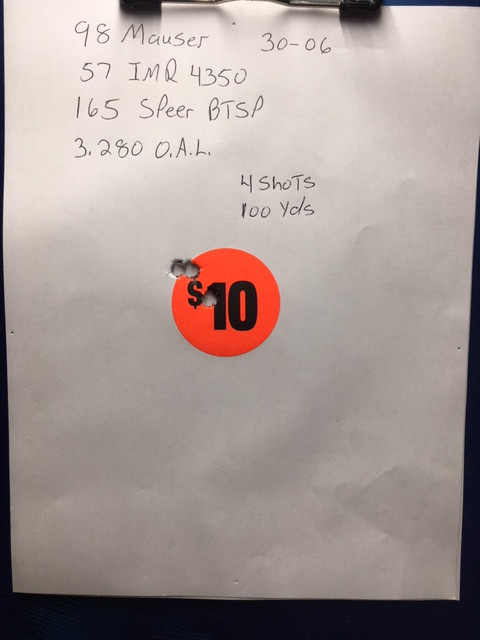 98 Mauser 30-06
57 IMR 4350
165 Speer BTSP
3.280 O.A.L.
4 Shots
100 Yds
$10